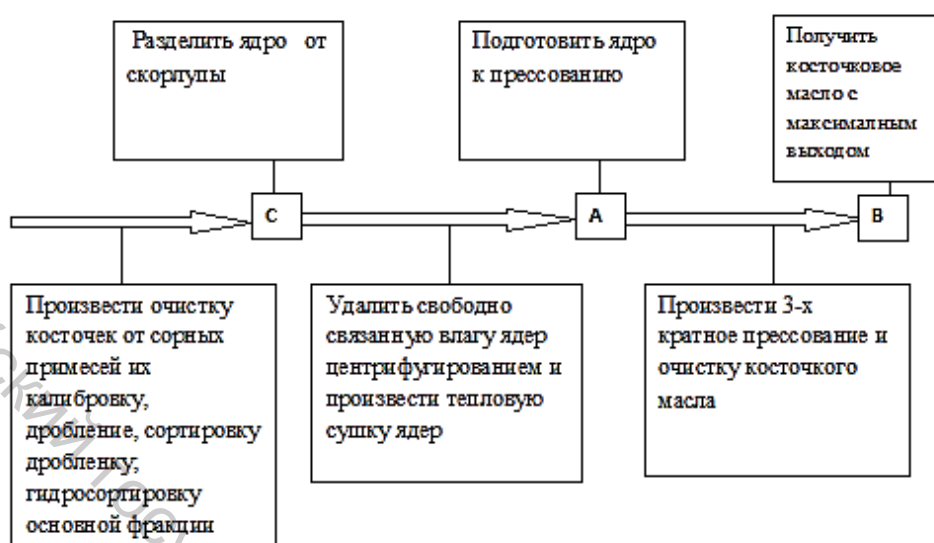 Разделить ядро от
скорлупы
Подготовить ядро
к прессованию
Получить
косточковое
масло с
максималным
выходом
С
А
В
Произвести очистку
косточек от сорных
примесей их
калибровку,
дробление, сортировку
дробленку;
гидросортировку
основной фракции
Удалить свободно
связанную влагу ядер
центрифугированием и
произвести тепловую
сушку ядер
Произвести 3-х
кратное прессование и
очистку косточкого
масла